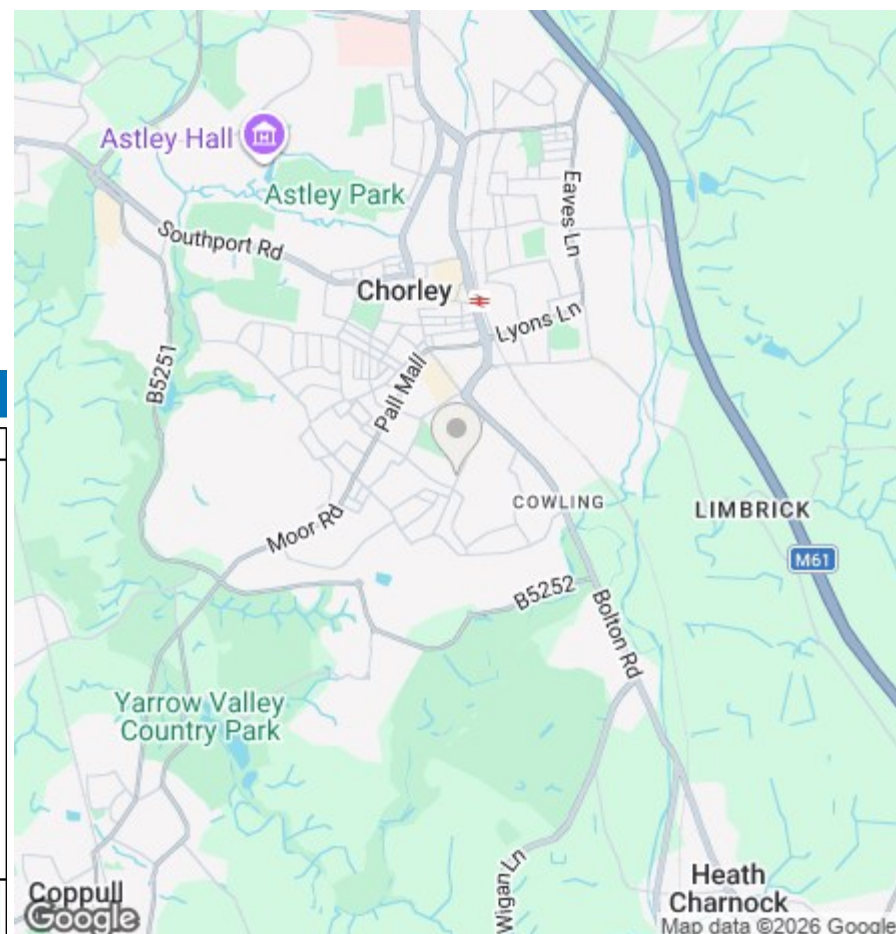 Astley Hall
Astley Park
Eaves Ln
Southport Rd
Chorley
Lyons Ln
B5251
Pall Mall
COWLING
LIMBRICK
Moor Rd
M61
B5252
Bolton Rd
Yarrow Valley
Country Park
Wigan Ln
Heath
Charnock
Coppull
Google
Map data ©2026 Google